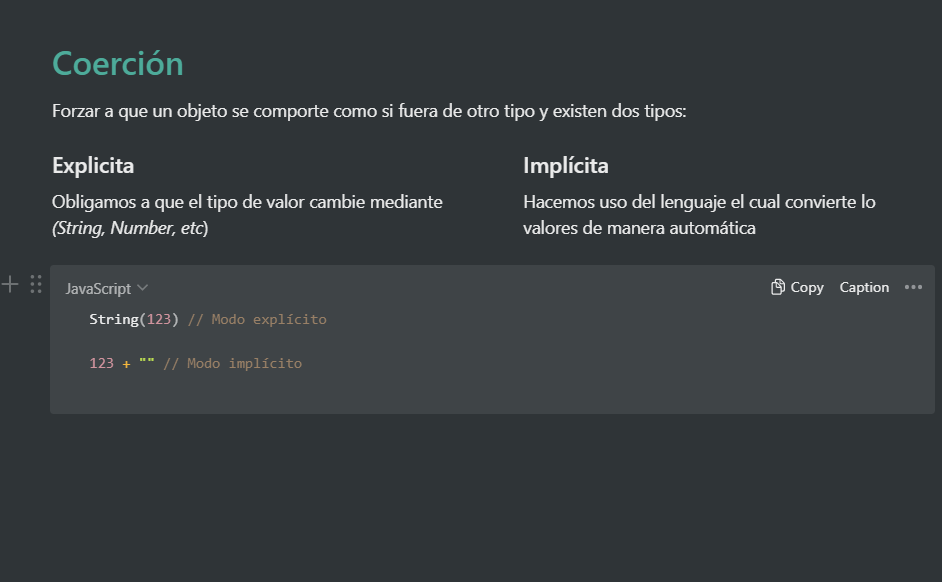 Coerción
Forzar a que un objeto se comporte como si fuera de otro tipo y existen dos tipos:
Explicita
Obligamos a que el tipo de valor cambie mediante
(String, Number, etc)
Implícita
Hacemos uso del lenguaje el cual convierte lo
valores de manera automática
JavaScript
Copy Caption
String(123) // Modo explícito
123 + "" // Modo implícito